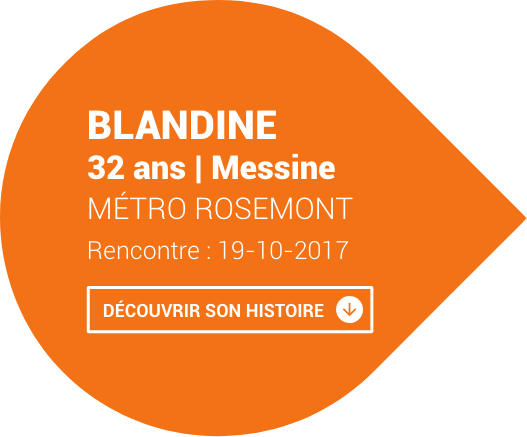 BLANDINE
32 ans | Messine
MÉTRO ROSEMONT
Rencontre : 19-10-2017
DÉCOUVRIR SON HISTOIRE